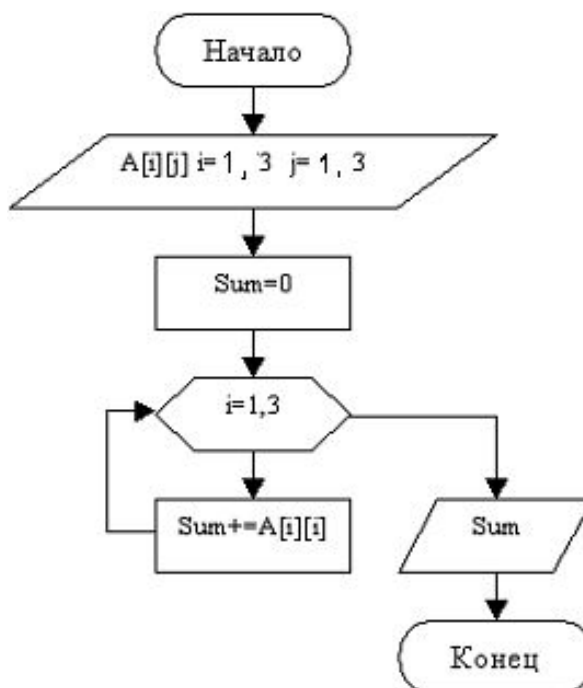 Начало
A[i][j] i= 1 , 3 j= 1 , 3
Sum=0
i=1,3
Sum+=A[i][i]
Sum
Конец